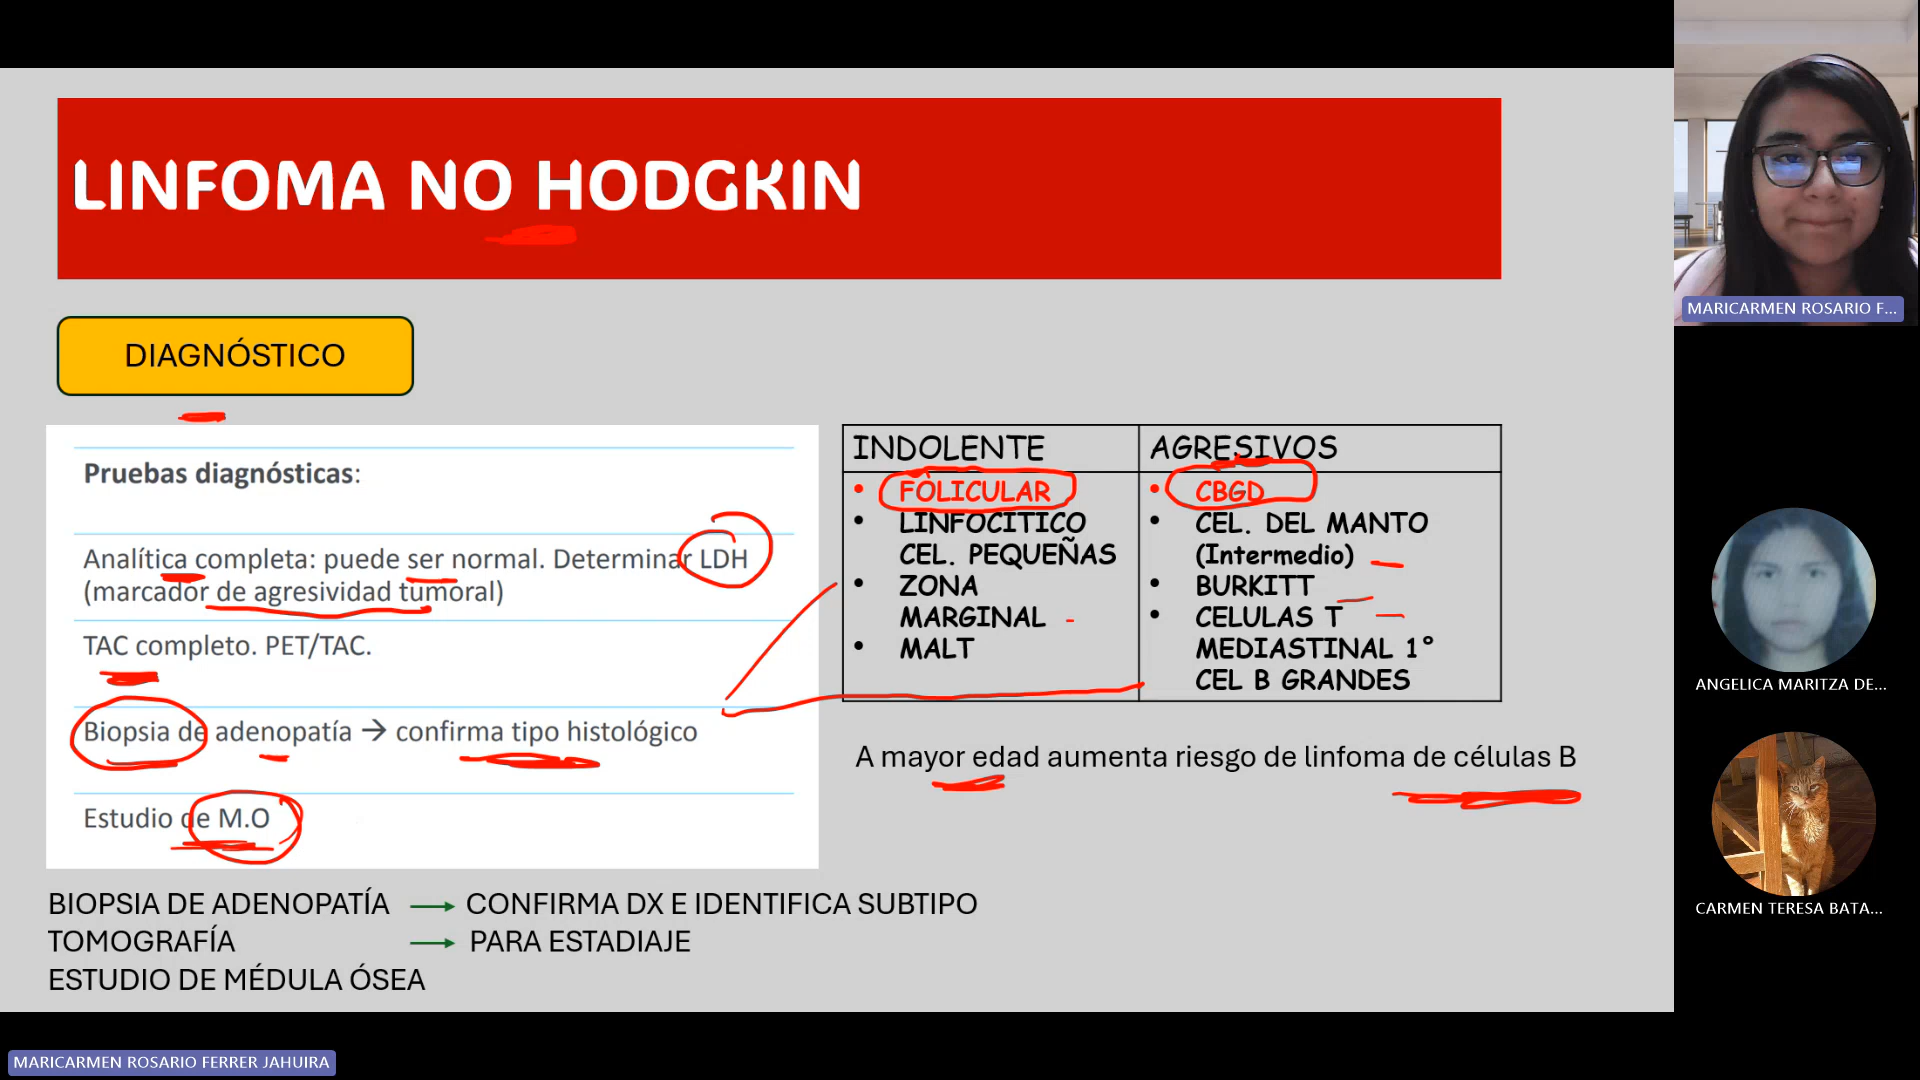 LINFOMA NO HODGKIN
DIAGNÓSTICO
Pruebas diagnósticas:
Analítica completa: puede ser normal. Determinar LDH
(marcador de agresividad tumoral)
TAC completo. PET/TAC.
Biopsia de adenopatía → confirma tipo histológico
Estudio de M.O
INDOLENTE
• FÒLICULAR
• LINFOCITICO
CEL. PEQUEÑAS
• ZONA
MARGINAL
• MALT
AGRESIVOS
• CBGD
• CEL. DEL MANTO
(Intermedio)
• BURKITT
• CELULAS T
MEDIASTINAL 1°
CEL B GRANDES
A mayor edad aumenta riesgo de linfoma de células B
BIOPSIA DE ADENOPATÍA → CONFIRMA DX E IDENTIFICA SUBTIPO
TOMOGRAFÍA → PARA ESTADIAJE
ESTUDIO DE MÉDULA ÓSEA
MARICARMEN ROSARIO F...
ANGELICA MARITZA DE...
CARMEN TERESA BATA...
MARICARMEN ROSARIO FERRER JAHUIRA